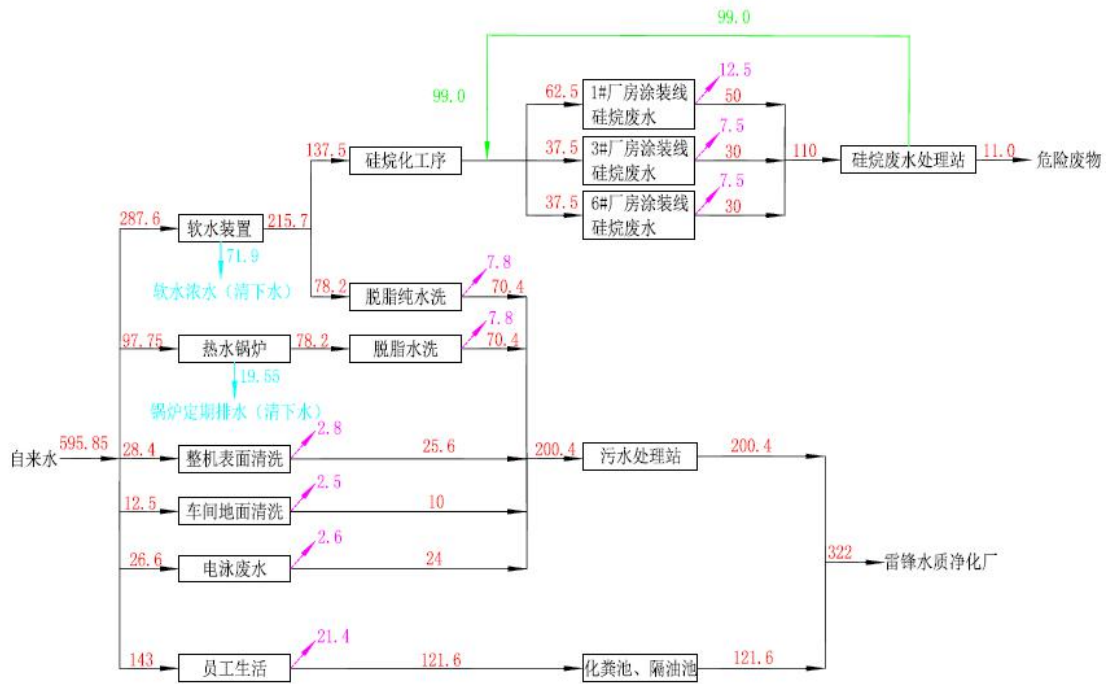 99.0
12.5
62.5
1#厂房涂装线
硅烷废水
50
99.0
7.5
137.5
硅烷化工序
37.5
3#厂房涂装线
硅烷废水
30
110
硅烷废水处理站
11.0
危险废物
7.5
37.5
6#厂房涂装线
硅烷废水
30
287.6
软水装置
215.7
71.9
软水浓水（清下水）
7.8
78.2
脱脂纯水洗
70.4
7.8
97.75
热水锅炉
78.2
脱脂水洗
70.4
19.55
锅炉定期排水（清下水）
自来水
595.85
2.8
28.4
整机表面清洗
25.6
200.4
污水处理站
200.4
2.5
12.5
车间地面清洗
10
2.6
26.6
电泳废水
24
322
雷锋水质净化厂
21.4
143
员工生活
121.6
化粪池、隔油池
121.6